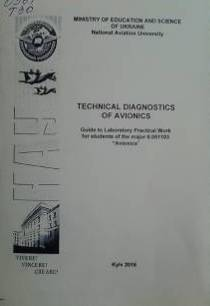 MINISTRY OF EDUCATION AND SCIENCE
OF UKRAINE
National Aviation University
TECHNICAL DIAGNOSTICS
OF AVIONICS
Guide to Laboratory Practical Work
for students of the major 6.051103
"Avionics"
НАУ
VIVERE!
VINCERE!
CREARE!
Kyiv 2016